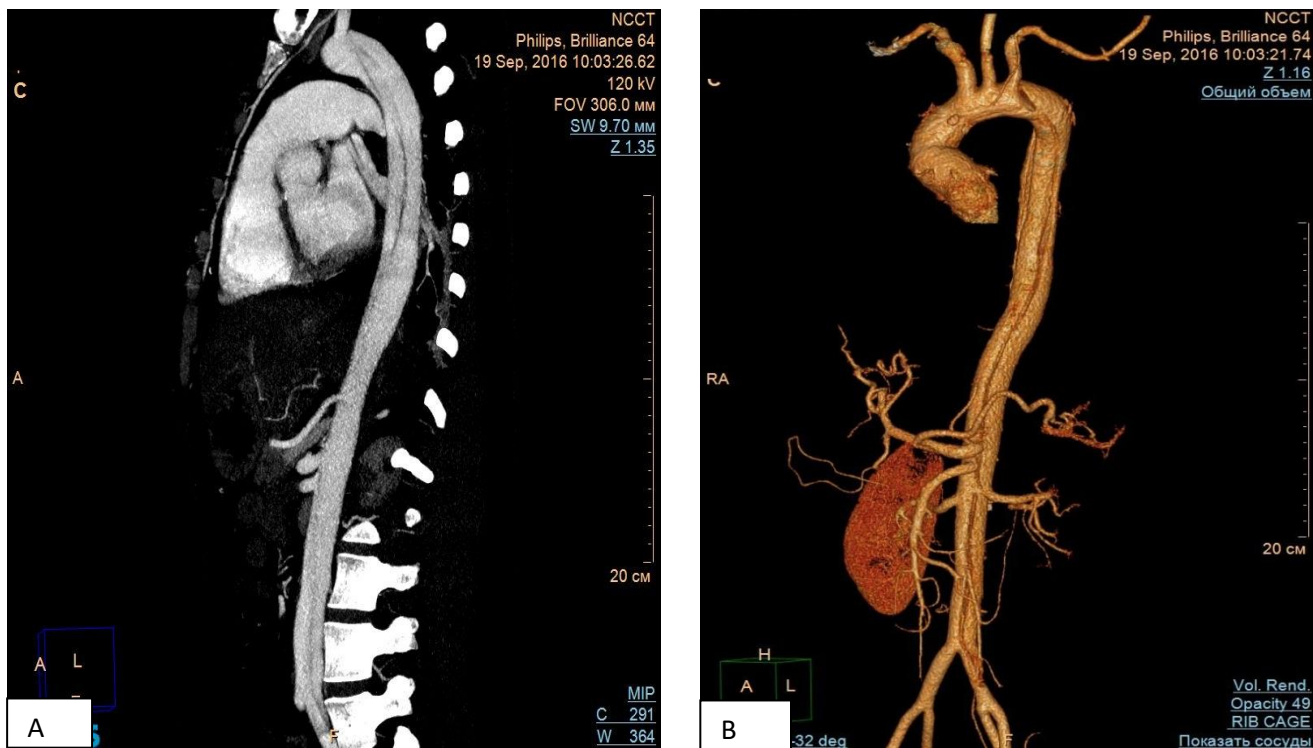 NCCT
Philips, Brilliance 64
19 Sep, 2016 10:03:26.62
120 kV
FOV 306.0 мм
SW 9.70 мм
Z 1.35
C
A
20 см
A
L
F
MIP
C 291
W 364
A
NCCT
Philips, Brilliance 64
19 Sep, 2016 10:03:21.74
Z 1.16
Общий объем
RA
20 см
H
A
L
-32 deg
F
Vol. Rend.
Opacity 49
RIB CAGE
Показать сосуды
B